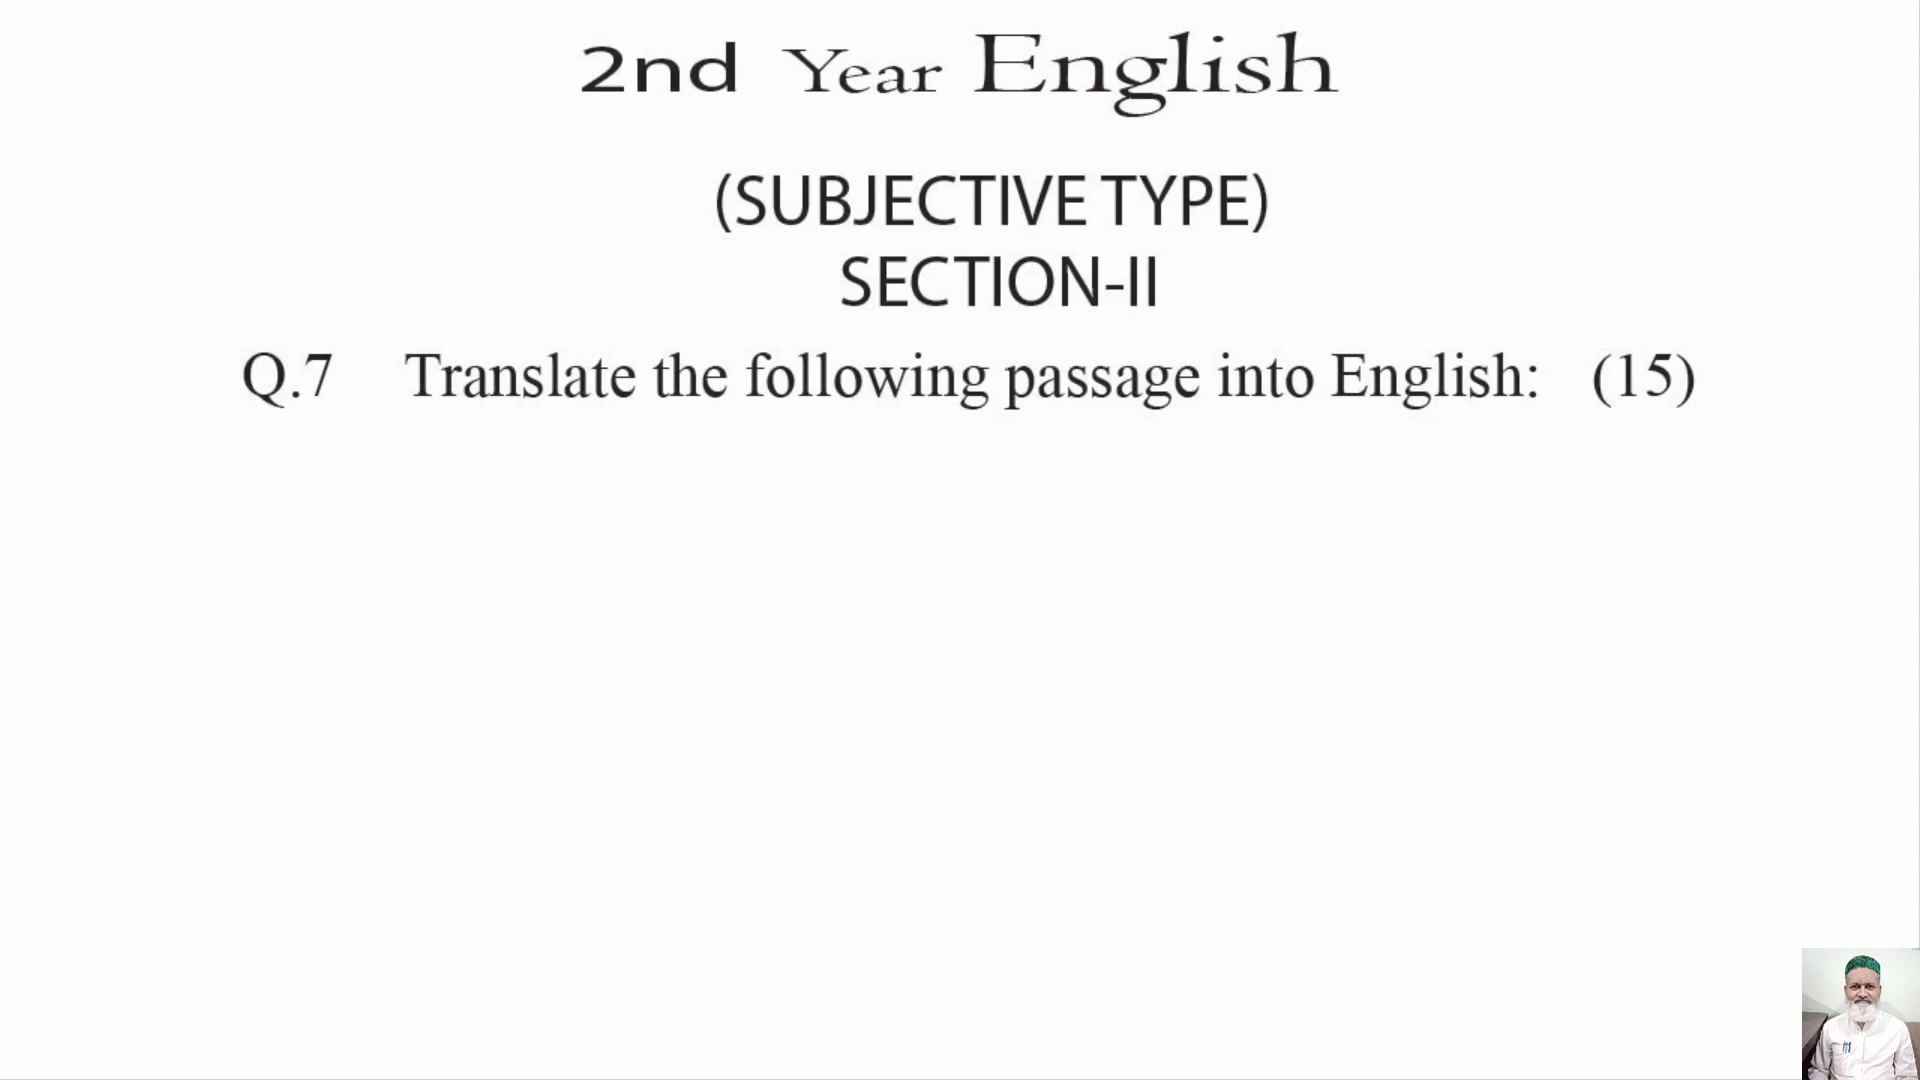 2nd Year English
(SUBJECTIVE TYPE)
SECTION-II
Q.7 Translate the following passage into English: (15)